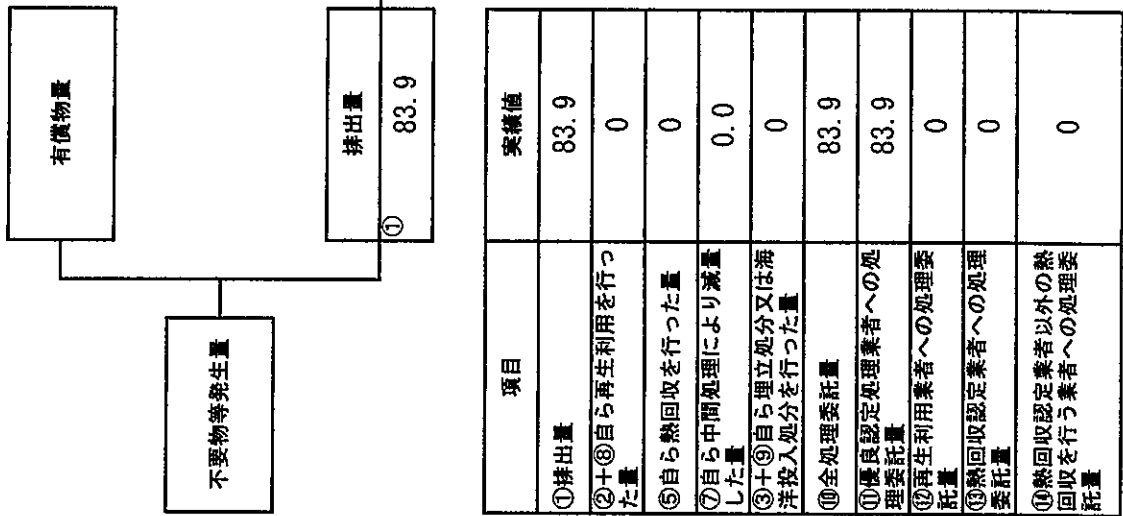 有償物量
不要物等発生量
排出量
①
83.9
項目
実績値
①排出量
83.9
②+⑧自ら再生利用を行っ
た量
0
⑤自ら熱回収を行った量
0
⑦自ら中間処理により減量
した量
0.0
③+⑨自ら埋立処分又は海
洋投入処分を行った量
0
⑩全処理委託量
83.9
⑪優良認定処理業者への処
理委託量
83.9
⑫再生利用業者への処理委
託量
0
⑬熱回収認定業者への処理
委託量
0
⑭熱回収認定業者以外の熱
回収を行う業者への処理委
託量
0